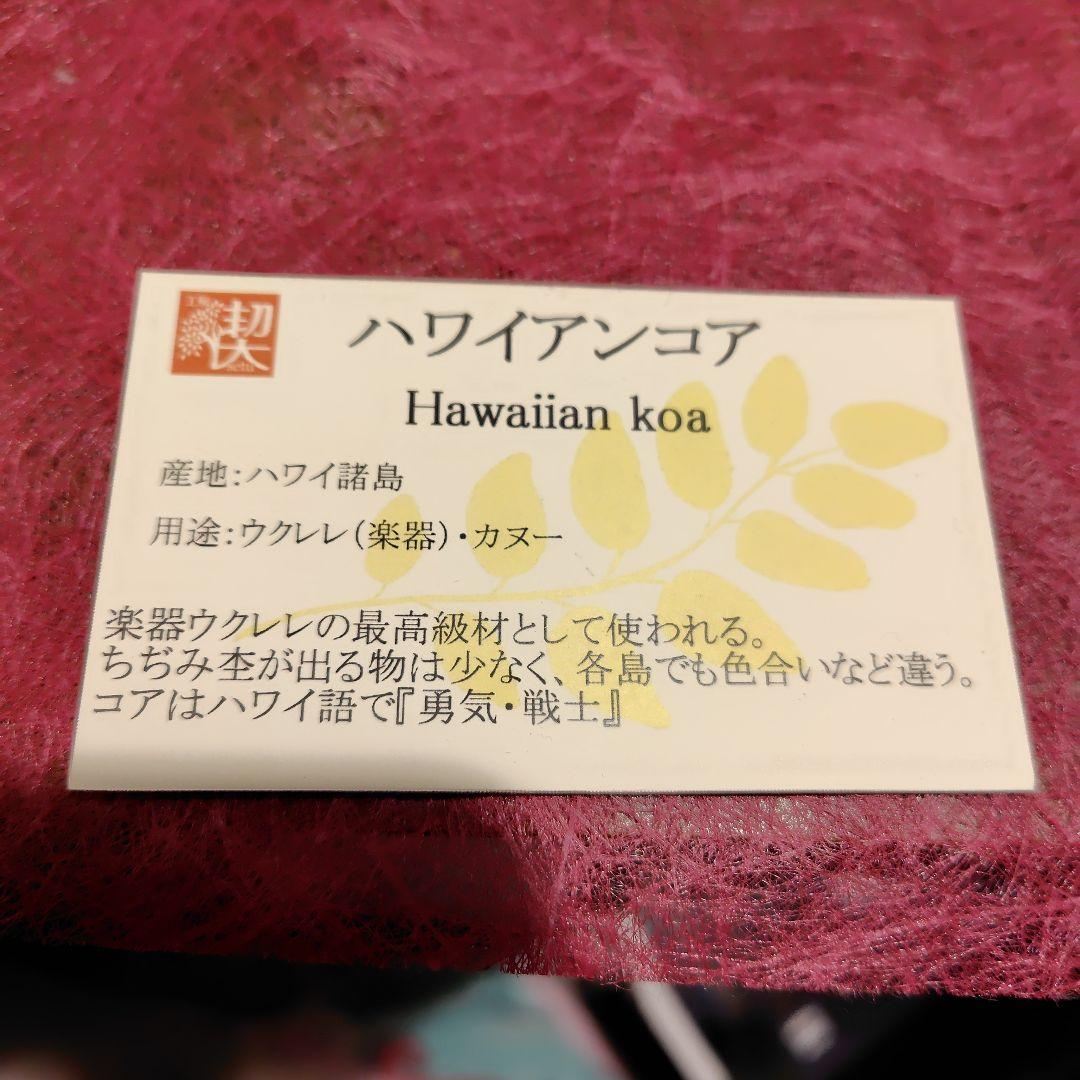 工房
契
setu
ハワイアンコア
Hawaiian koa
産地:ハワイ諸島
用途:ウクレレ(楽器)・カヌー
楽器ウクレレの最高級材として使われる。
ちぢみ杢が出る物は少なく、各島でも色合いなど違う。
コアはハワイ語で『勇気・戦士』